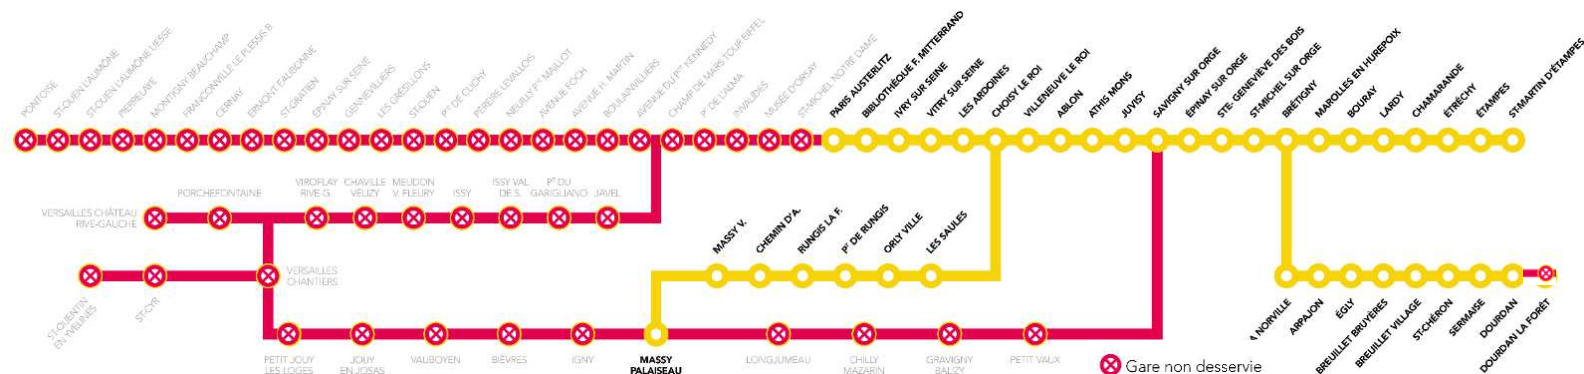 PONTOISE
ST-OUEN L'AUMÔNE
ST-OUEN L'AUMÔNE LIESSE
PIERRELAYE
MONTIGNY BEAUCHAMP
FRANCONVILLE LE PLESSIS B.
CERNAY
ERMONT EAUBONNE
ST-GRATIEN
ÉPINAY SUR SEINE
GENNEVILLIERS
LES GRÉSILLONS
ST-OUEN
Pte DE CLICHY
PEREIRE LEVALLOIS
NEUILLY Pte MAILLOT
AVENUE FOCH
AVENUE H. MARTIN
BOULAINVILLIERS
AVENUE DU Pdt KENNEDY
CHAMP DE MARS TOUR EIFFEL
Pt DE L'ALMA
INVALIDES
MUSÉE D'ORSAY
ST-MICHEL NOTRE DAME
PARIS AUSTERLITZ
BIBLIOTHÈQUE F. MITTERRAND
IVRY SUR SEINE
VITRY SUR SEINE
LES ARDOINES
CHOISY LE ROI
VILLENEUVE LE ROI
ABLON
ATHIS MONS
JUVISY
SAVIGNY SUR ORGE
ÉPINAY SUR ORGE
STE- GENEVIÈVE DES BOIS
ST-MICHEL SUR ORGE
BRÉTIGNY
MAROLLES EN HUREPOIX
BOURAY
LARDY
CHAMARANDE
ÉTRÉCHY
ÉTAMPES
ST-MARTIN D'ÉTAMPES
VERSAILLES CHÂTEAU
RIVE-GAUCHE
PORCHEFONTAINE
VIROFLAY
RIVE-G.
CHAVILLE
VÉLIZY
MEUDON
V. FLEURY
ISSY
ISSY VAL
DE S.
Pt DU
GARIGLIANO
JAVEL
MASSY V.
CHEMIN D'A.
RUNGIS LA F.
Pt DE RUNGIS
ORLY VILLE
LES SAULES
ST-QUENTIN
EN YVELINES
ST-CYR
VERSAILLES
CHANTIERS
A NORVILLE
ARPAJON
ÉGLY
BREUILLET BRUYÈRES
BREUILLET VILLAGE
ST-CHÉRON
SERMAISE
DOURDAN
DOURDAN LA FORÊT
PETIT JOUY
LES LOGES
JOUY
EN JOSAS
VAUBOYEN
BIÈVRES
IGNY
MASSY
PALAISEAU
LONGJUMEAU
CHILLY
MAZARIN
GRAVIGNY
BALIZY
PETIT VAUX
Gare non desservie